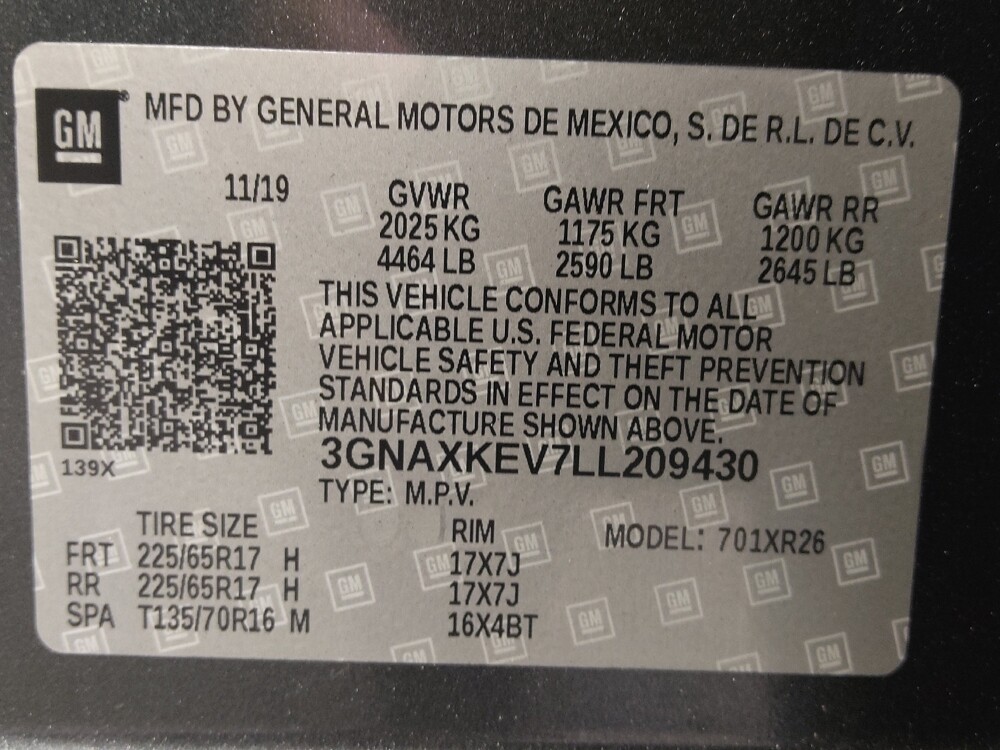 GM
MFD BY GENERAL MOTORS DE MEXICO, S. DE R.L. DE C.V.
11/19 GVWR GAWR FRT GAWR RR
2025 KG 1175 KG 1200 KG
4464 LB 2590 LB 2645 LB
THIS VEHICLE CONFORMS TO ALL
APPLICABLE U.S. FEDERAL MOTOR
VEHICLE SAFETY AND THEFT PREVENTION
STANDARDS IN EFFECT ON THE DATE OF
MANUFACTURE SHOWN ABOVE.
3GNAXKEV7LL209430
139X
TYPE: M.P.V.
TIRE SIZE RIM MODEL: 701XR26
FRT 225/65R17 H 17X7J
RR 225/65R17 H 17X7J
SPA T135/70R16 M 16X4BT